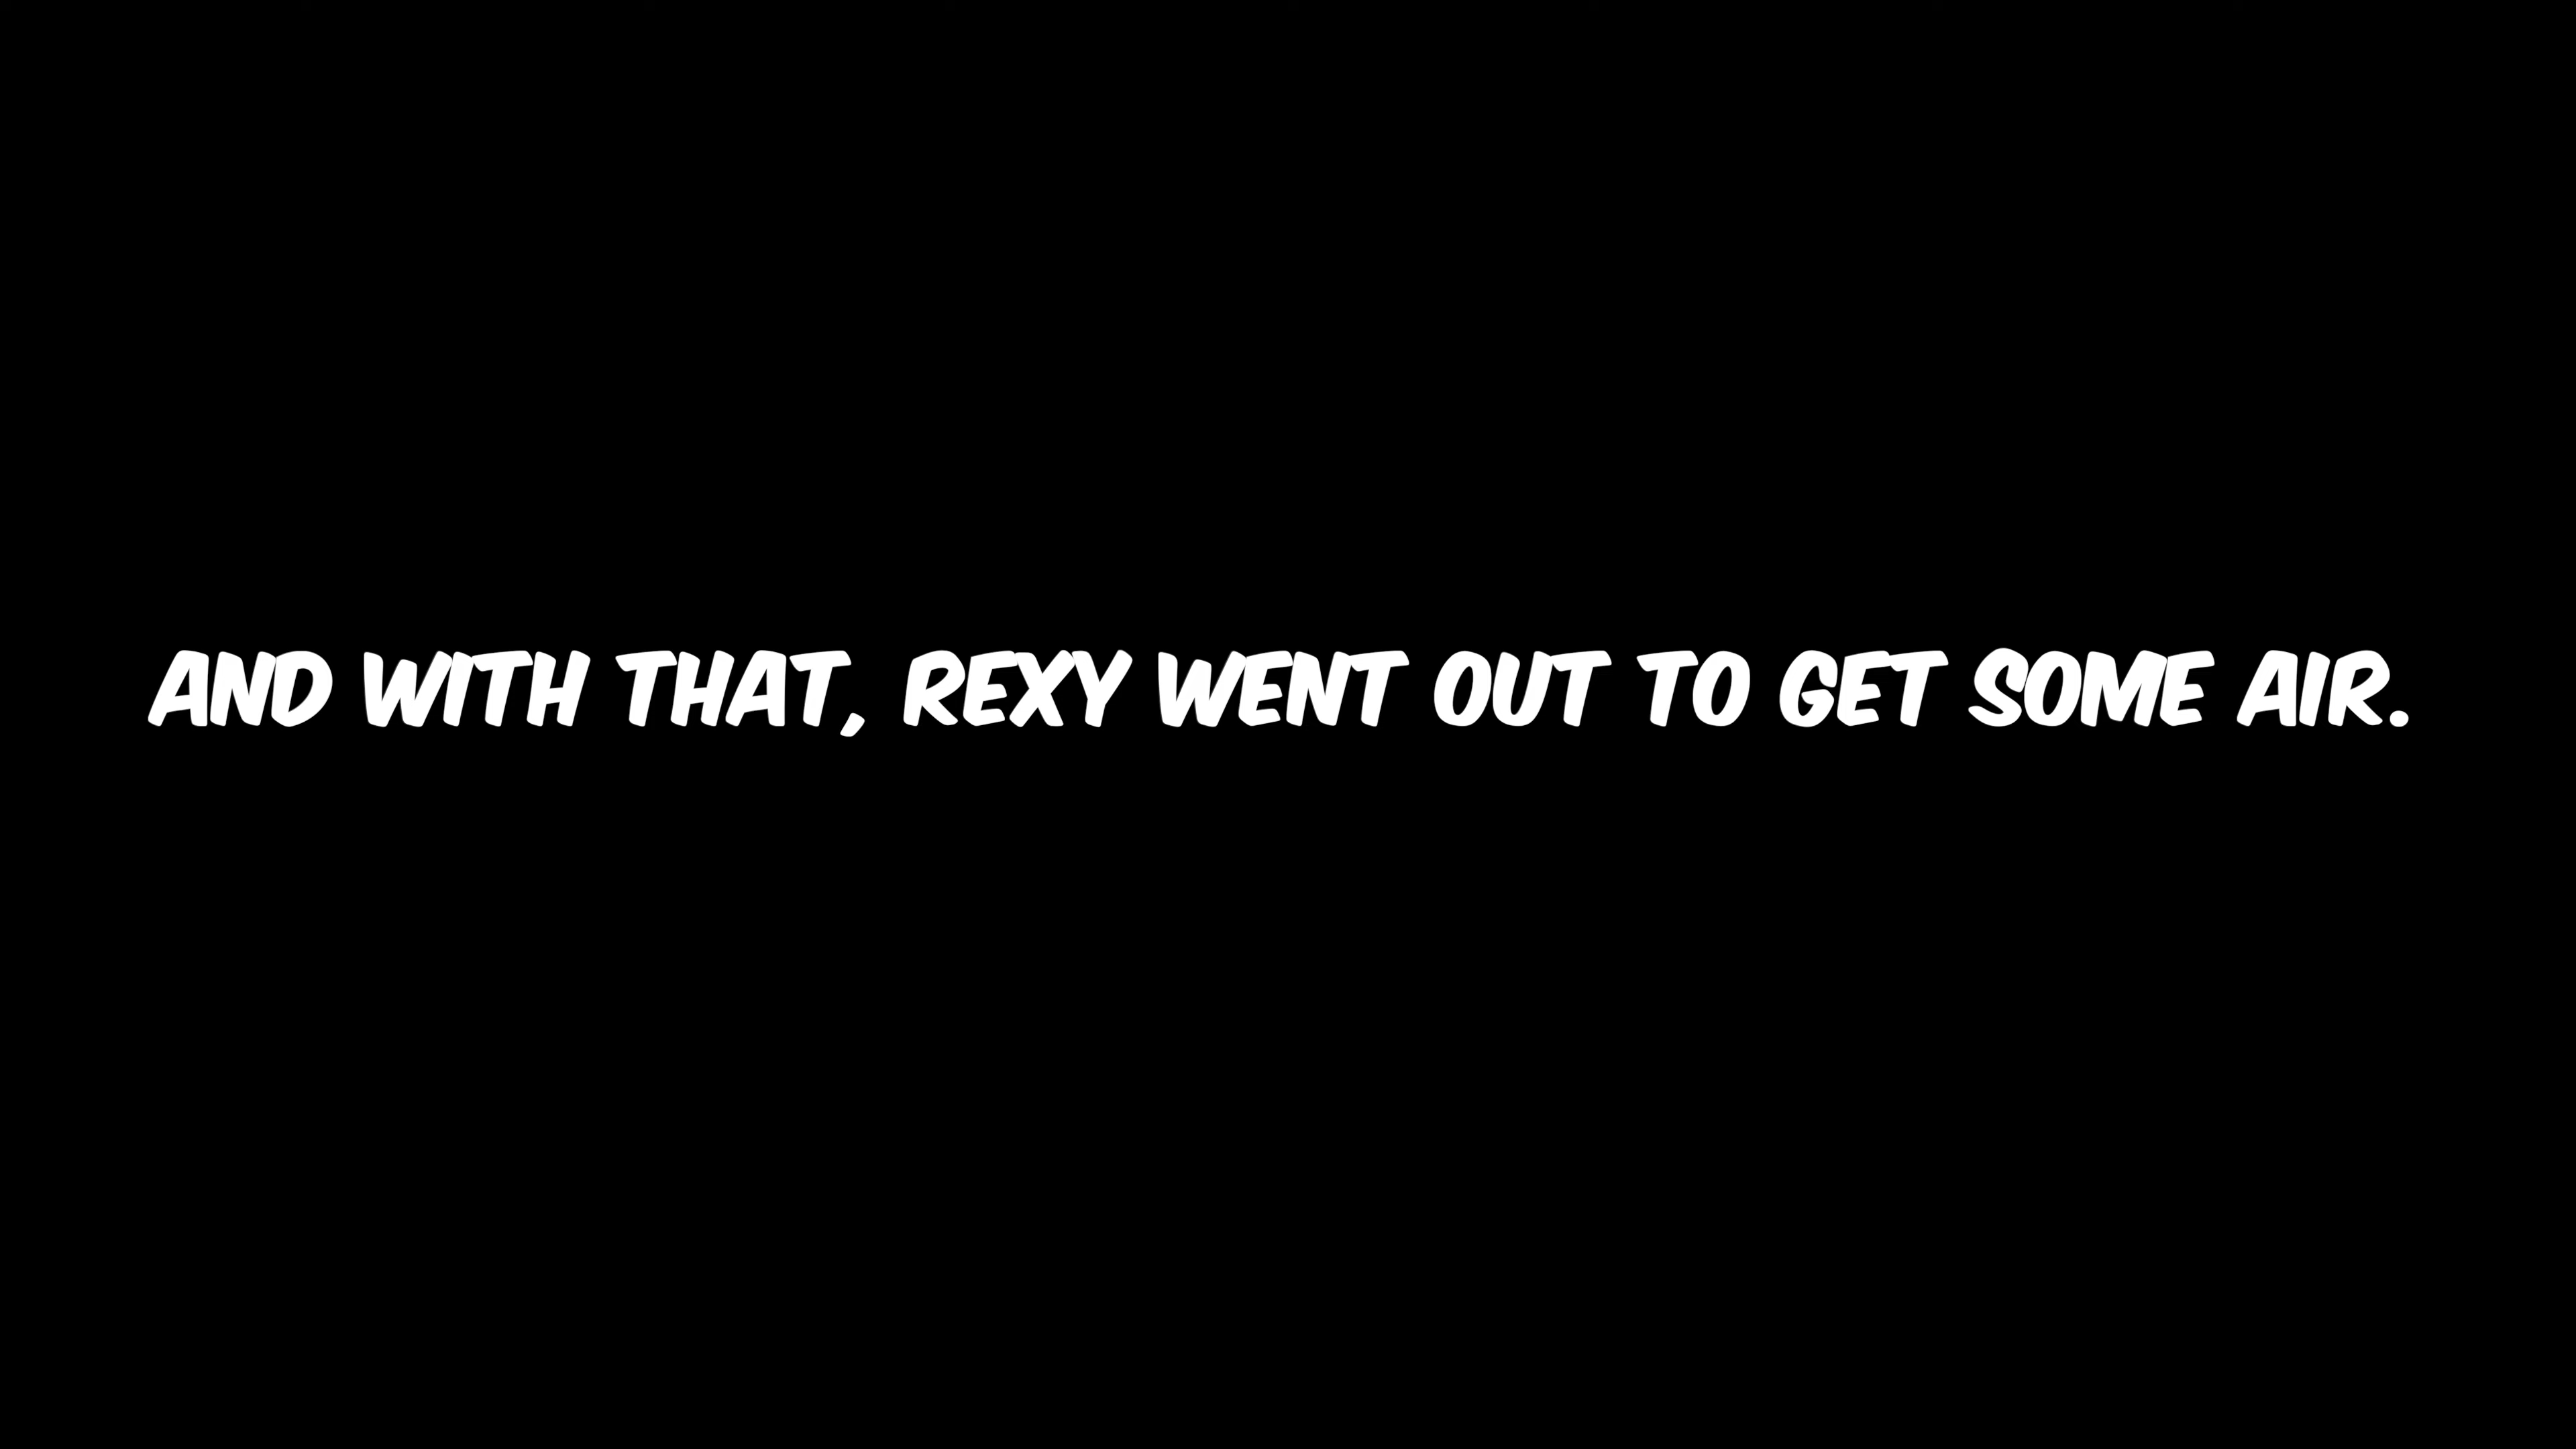 AND WITH THAT, REXY WENT OUT TO GET SOME AIR.